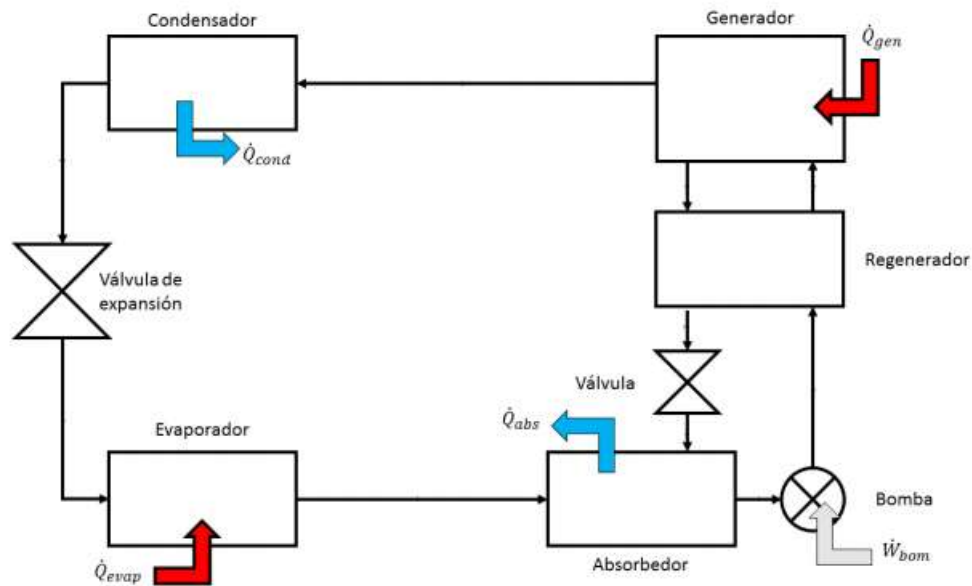 Condensador
Generador
Q̇gen
Q̇cond
Válvula de
expansión
Regenerador
Válvula
Q̇abs
Evaporador
Bomba
Absorbedor
Ẇbom
Q̇evap